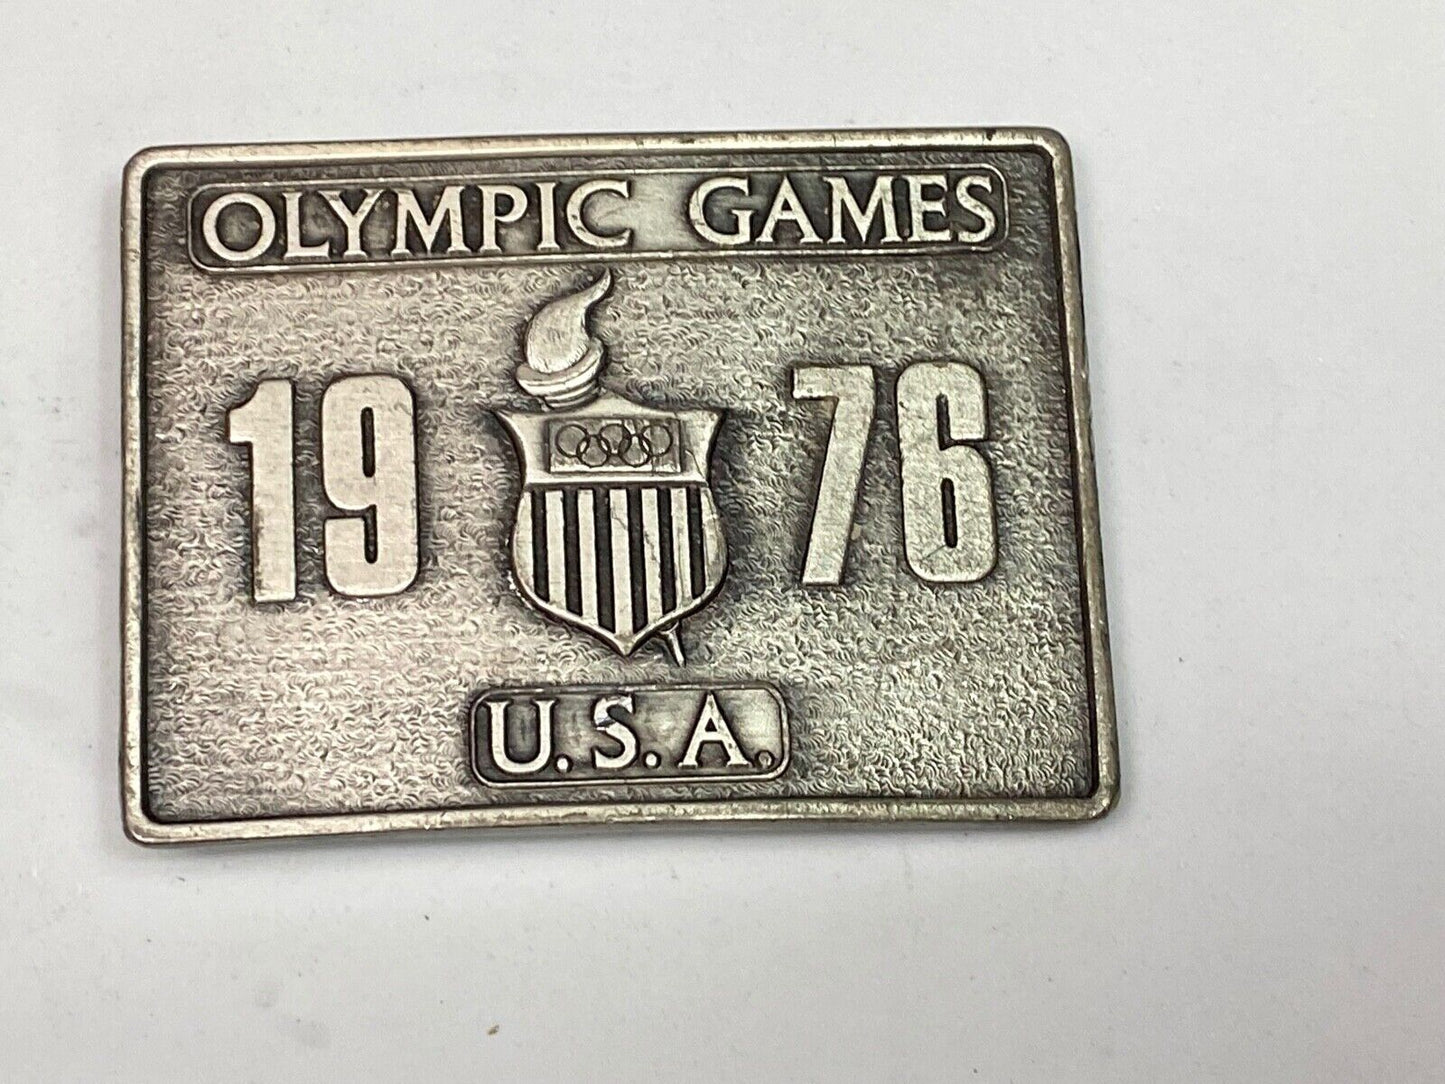 OLYMPIC GAMES
19 76
U.S.A.